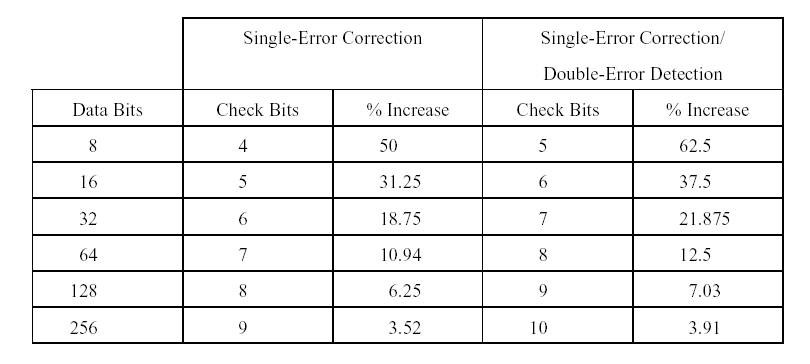 Single-Error Correction Single-Error Correction/
Double-Error Detection
Data Bits Check Bits % Increase Check Bits % Increase
8 4 50 5 62.5
16 5 31.25 6 37.5
32 6 18.75 7 21.875
64 7 10.94 8 12.5
128 8 6.25 9 7.03
256 9 3.52 10 3.91